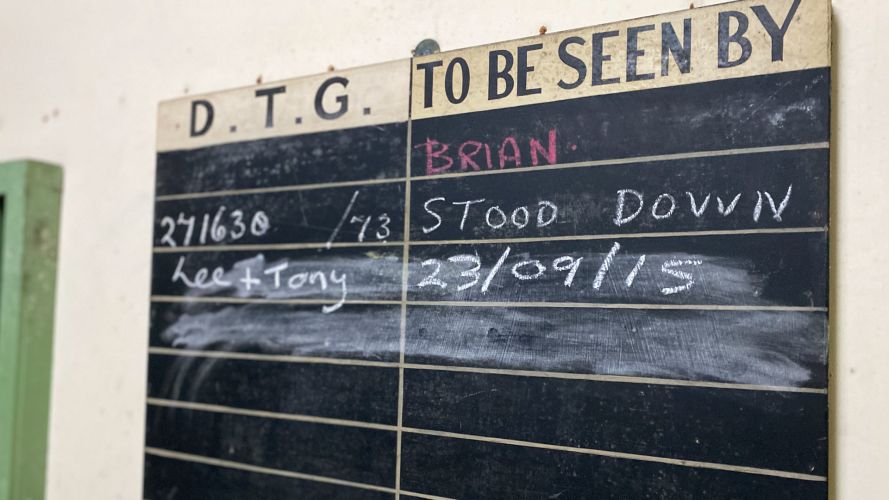 D.T.G. TO BE SEEN BY
BRIAN
271630 /73 STOOD DOWN
Lee + Tony 23/09/15